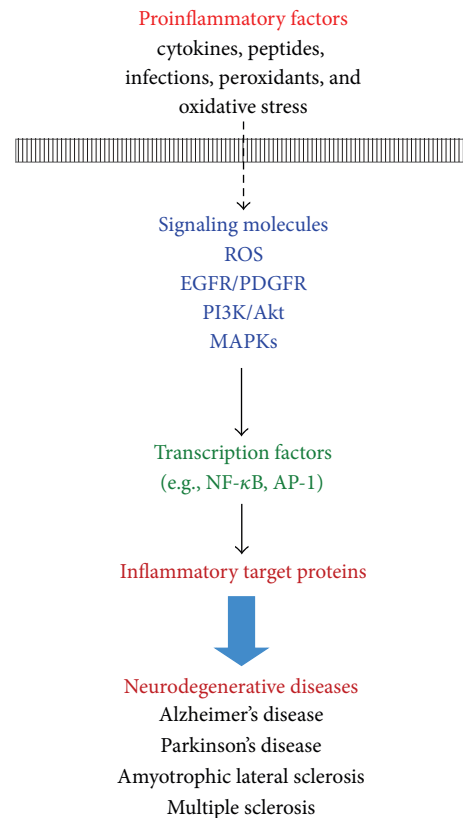 Proinflammatory factors
cytokines, peptides,
infections, peroxidants, and
oxidative stress
Signaling molecules
ROS
EGFR/PDGFR
PI3K/Akt
MAPKs
Transcription factors
(e.g., NF-κB, AP-1)
Inflammatory target proteins
Neurodegenerative diseases
Alzheimer’s disease
Parkinson’s disease
Amyotrophic lateral sclerosis
Multiple sclerosis